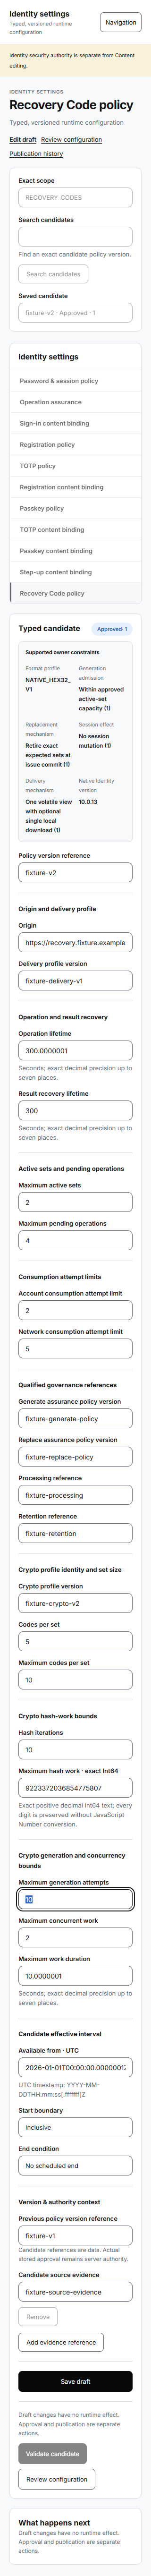 Identity settings
Typed, versioned runtime
configuration
Navigation
Identity security authority is separate from Content
editing.
IDENTITY SETTINGS
Recovery Code policy
Typed, versioned runtime configuration
Edit draft Review configuration
Publication history
Exact scope
RECOVERY_CODES
Search candidates
Find an exact candidate policy version.
Search candidates
Saved candidate
fixture-v2 · Approved · 1
Identity settings
Password & session policy
Operation assurance
Sign-in content binding
Registration policy
TOTP policy
Registration content binding
Passkey policy
TOTP content binding
Passkey content binding
Step-up content binding
Recovery Code policy
Typed candidate
Approved· 1
Supported owner constraints
Format profile
NATIVE_HEX32_
V1
Generation
admission
Within approved
active-set
capacity (1)
Replacement
mechanism
Retire exact
expected sets at
issue commit (1)
Session effect
No session
mutation (1)
Delivery
mechanism
One volatile view
with optional
single local
download (1)
Native Identity
version
10.0.13
Policy version reference
fixture-v2
Origin and delivery profile
Origin
https://recovery.fixture.example
Delivery profile version
fixture-delivery-v1
Operation and result recovery
Operation lifetime
300.0000001
Seconds; exact decimal precision up to
seven places.
Result recovery lifetime
300
Seconds; exact decimal precision up to
seven places.
Active sets and pending operations
Maximum active sets
2
Maximum pending operations
4
Consumption attempt limits
Account consumption attempt limit
2
Network consumption attempt limit
5
Qualified governance references
Generate assurance policy version
fixture-generate-policy
Replace assurance policy version
fixture-replace-policy
Processing reference
fixture-processing
Retention reference
fixture-retention
Crypto profile identity and set size
Crypto profile version
fixture-crypto-v2
Codes per set
5
Maximum codes per set
10
Crypto hash-work bounds
Hash iterations
10
Maximum hash work · exact Int64
9223372036854775807
Exact positive decimal Int64 text; every
digit is preserved without JavaScript
Number conversion.
Crypto generation and concurrency
bounds
Maximum generation attempts
10
Maximum concurrent work
2
Maximum work duration
10.0000001
Seconds; exact decimal precision up to
seven places.
Candidate effective interval
Available from · UTC
2026-01-01T00:00:00.0000001Z
UTC timestamp: YYYY-MM-
DDTHH:mm:ss[.fffffff]Z
Start boundary
Inclusive
End condition
No scheduled end
Version & authority context
Previous policy version reference
fixture-v1
Candidate references are data. Actual
stored approval remains server authority.
Candidate source evidence
fixture-source-evidence
Remove
Add evidence reference
Save draft
Draft changes have no runtime effect.
Approval and publication are separate
actions.
Validate candidate
Review configuration
What happens next
Draft changes have no runtime effect.
Approval and publication are separate
actions.